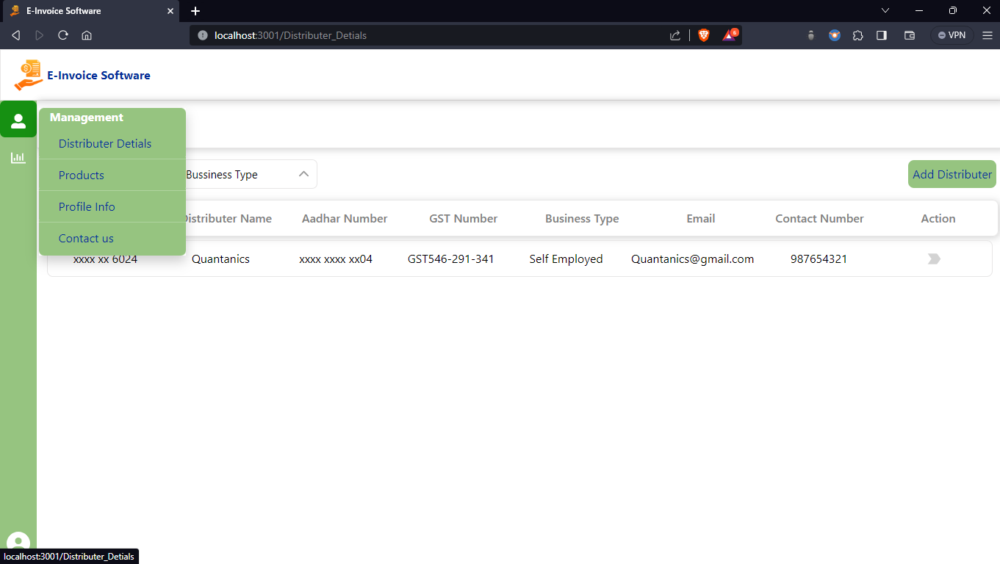 E-Invoice Software
localhost:3001/Distributer_Detials
6
VPN
E-Invoice Software
Management
Distributer Detials
Products
Profile Info
Contact us
Bussiness Type
Add Distributer
Distributer Name Aadhar Number GST Number Business Type Email Contact Number Action
xxxx xx 6024 Quantanics xxxx xxxx xx04 GST546-291-341 Self Employed Quantanics@gmail.com 987654321
localhost:3001/Distributer_Detials